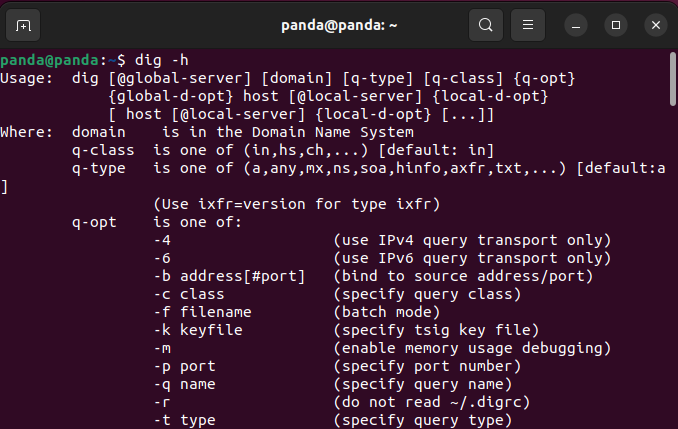 panda@panda: ~
panda@panda:~$ dig -h
Usage:  dig [@global-server] [domain] [q-type] [q-class] {q-opt}
            {global-d-opt} host [@local-server] {local-d-opt}
            [ host [@local-server] {local-d-opt} [...]]
Where:  domain    is in the Domain Name System
        q-class  is one of (in,hs,ch,...) [default: in]
        q-type   is one of (a,any,mx,ns,soa,hinfo,axfr,txt,...) [default:a
]
                 (Use ixfr=version for type ixfr)
        q-opt    is one of:
                 -4                  (use IPv4 query transport only)
                 -6                  (use IPv6 query transport only)
                 -b address[#port]   (bind to source address/port)
                 -c class            (specify query class)
                 -f filename         (batch mode)
                 -k keyfile          (specify tsig key file)
                 -m                  (enable memory usage debugging)
                 -p port             (specify port number)
                 -q name             (specify query name)
                 -r                  (do not read ~/.digrc)
                 -t type             (specify query type)